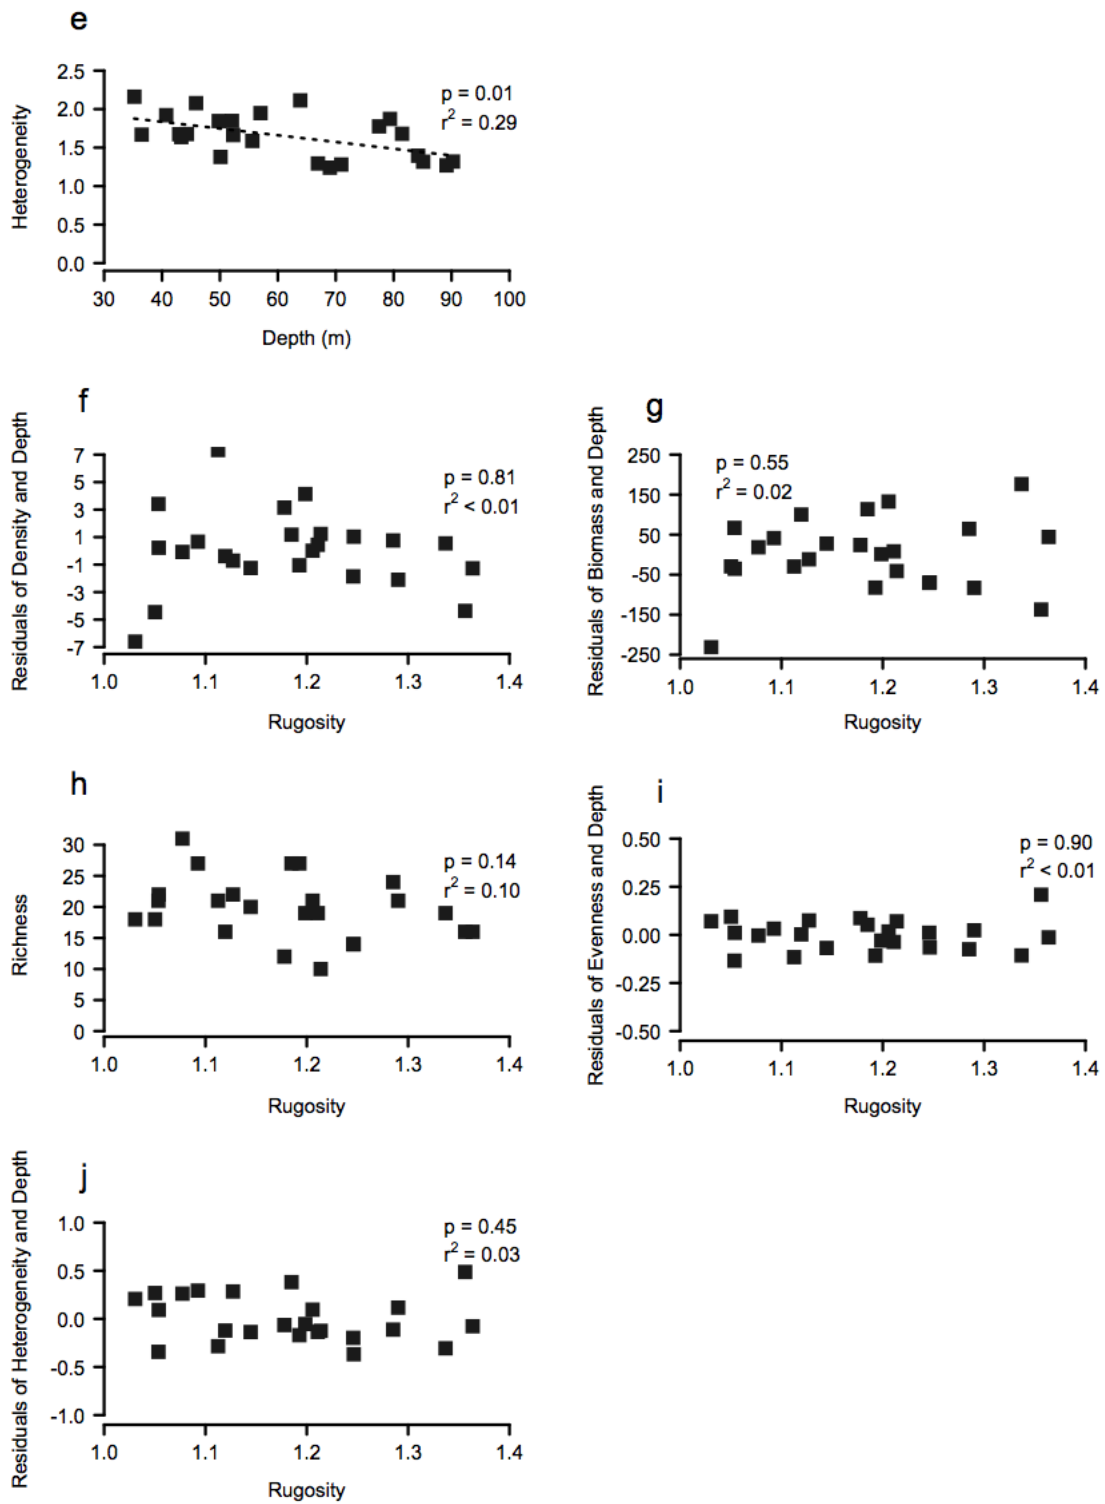 e
Heterogeneity
2.5
2.0
1.5
1.0
0.5
0.0
p = 0.01
r² = 0.29
30 40 50 60 70 80 90 100
Depth (m)
f
Residuals of Density and Depth
7
5
3
1
-1
-3
-5
-7
p = 0.81
r² < 0.01
1.0 1.1 1.2 1.3 1.4
Rugosity
g
Residuals of Biomass and Depth
250
150
50
-50
-150
-250
p = 0.55
r² = 0.02
1.0 1.1 1.2 1.3 1.4
Rugosity
h
Richness
30
25
20
15
10
5
0
p = 0.14
r² = 0.10
1.0 1.1 1.2 1.3 1.4
Rugosity
i
Residuals of Evenness and Depth
0.50
0.25
0.00
-0.25
-0.50
p = 0.90
r² < 0.01
1.0 1.1 1.2 1.3 1.4
Rugosity
j
Residuals of Heterogeneity and Depth
1.0
0.5
0.0
-0.5
-1.0
p = 0.45
r² = 0.03
1.0 1.1 1.2 1.3 1.4
Rugosity